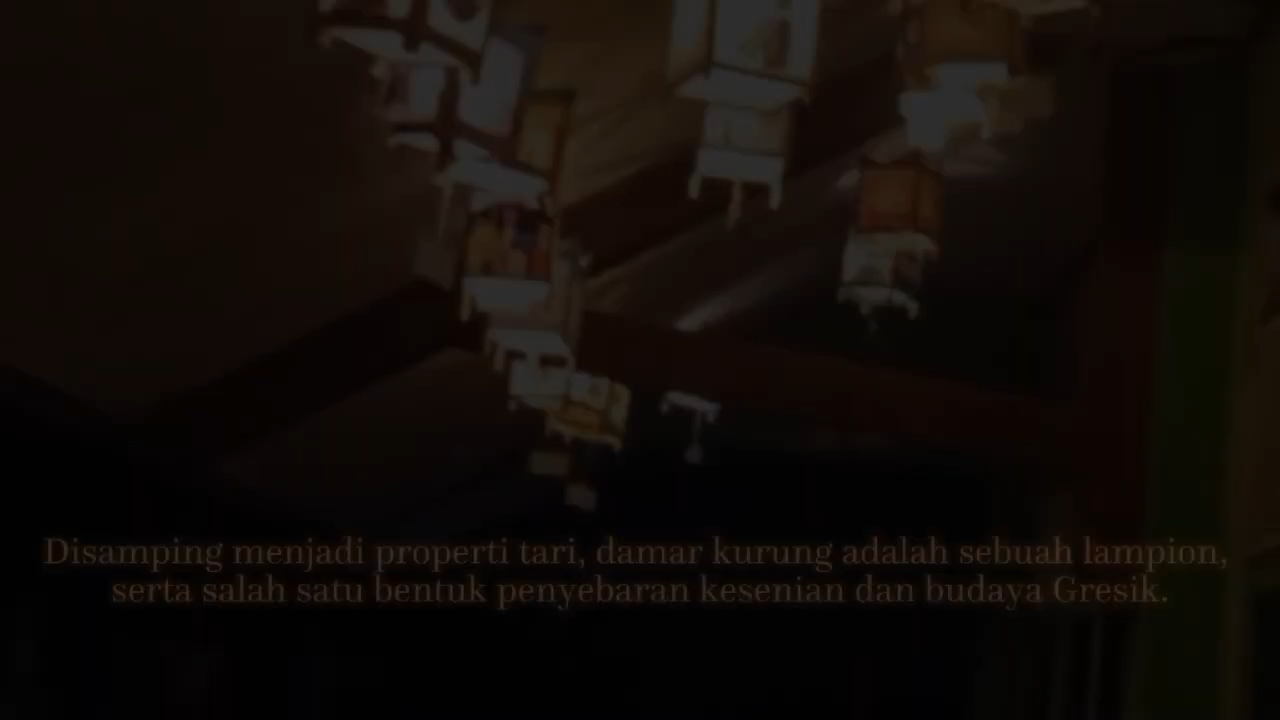 Disamping menjadi properti tari, damar kurung adalah sebuah lampion,
serta salah satu bentuk penyebaran kesenian dan budaya Gresik.